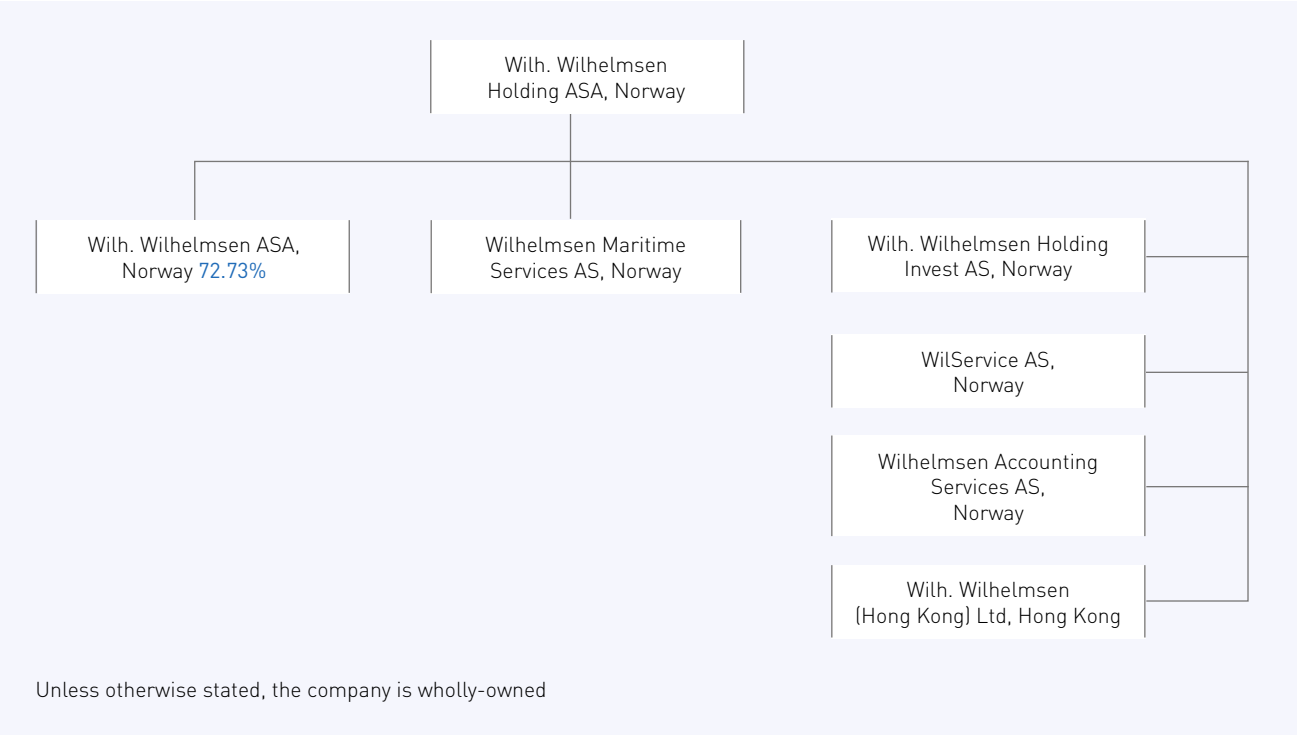 Wilh. Wilhelmsen
Holding ASA, Norway
Wilh. Wilhelmsen ASA,
Norway 72.73%
Wilhelmsen Maritime
Services AS, Norway
Wilh. Wilhelmsen Holding
Invest AS, Norway
WilService AS,
Norway
Wilhelmsen Accounting
Services AS,
Norway
Wilh. Wilhelmsen
(Hong Kong) Ltd, Hong Kong
Unless otherwise stated, the company is wholly-owned